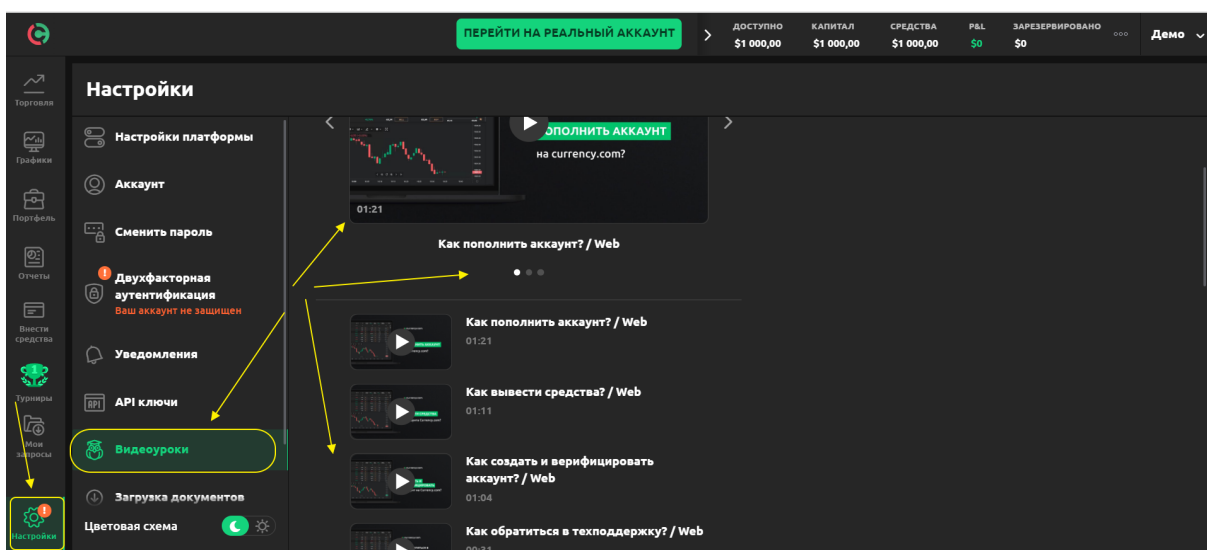 ПЕРЕЙТИ НА РЕАЛЬНЫЙ АККАУНТ
ДОСТУПНО
$1 000,00
КАПИТАЛ
$1 000,00
СРЕДСТВА
$1 000,00
P&L
$0
ЗАРЕЗЕРВИРОВАНО
$0
Демо
Торговля
Графики
Портфель
Отчеты
Внести
средства
1
Турниры
Мои
запросы
Настройки
Настройки
Настройки платформы
Аккаунт
Сменить пароль
Двухфакторная
аутентификация
Ваш аккаунт не защищен
Уведомления
API
API ключи
Видеоуроки
Загрузка документов
Цветовая схема
ПОПОЛНИТЬ АККАУНТ
на currency.com?
01:21
Как пополнить аккаунт? / Web
Как пополнить аккаунт? / Web
01:21
Как вывести средства? / Web
01:11
Как создать и верифицировать
аккаунт? / Web
01:04
Как обратиться в техподдержку? / Web